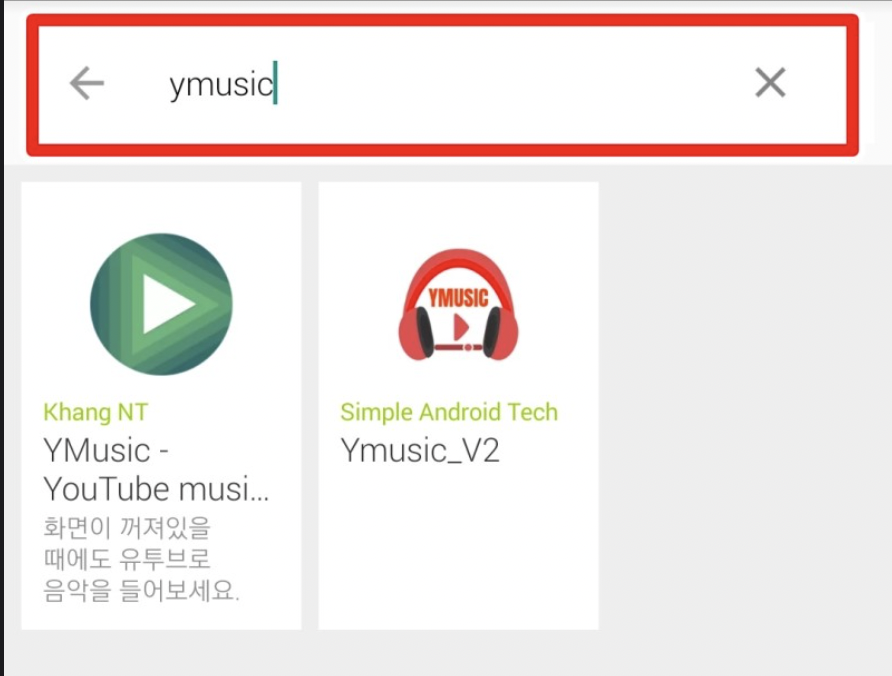 ymusic
YMUSIC
Khang NT
YMusic -
YouTube musi...
화면이 꺼져있을
때에도 유투브로
음악을 들어보세요.
Simple Android Tech
Ymusic_V2